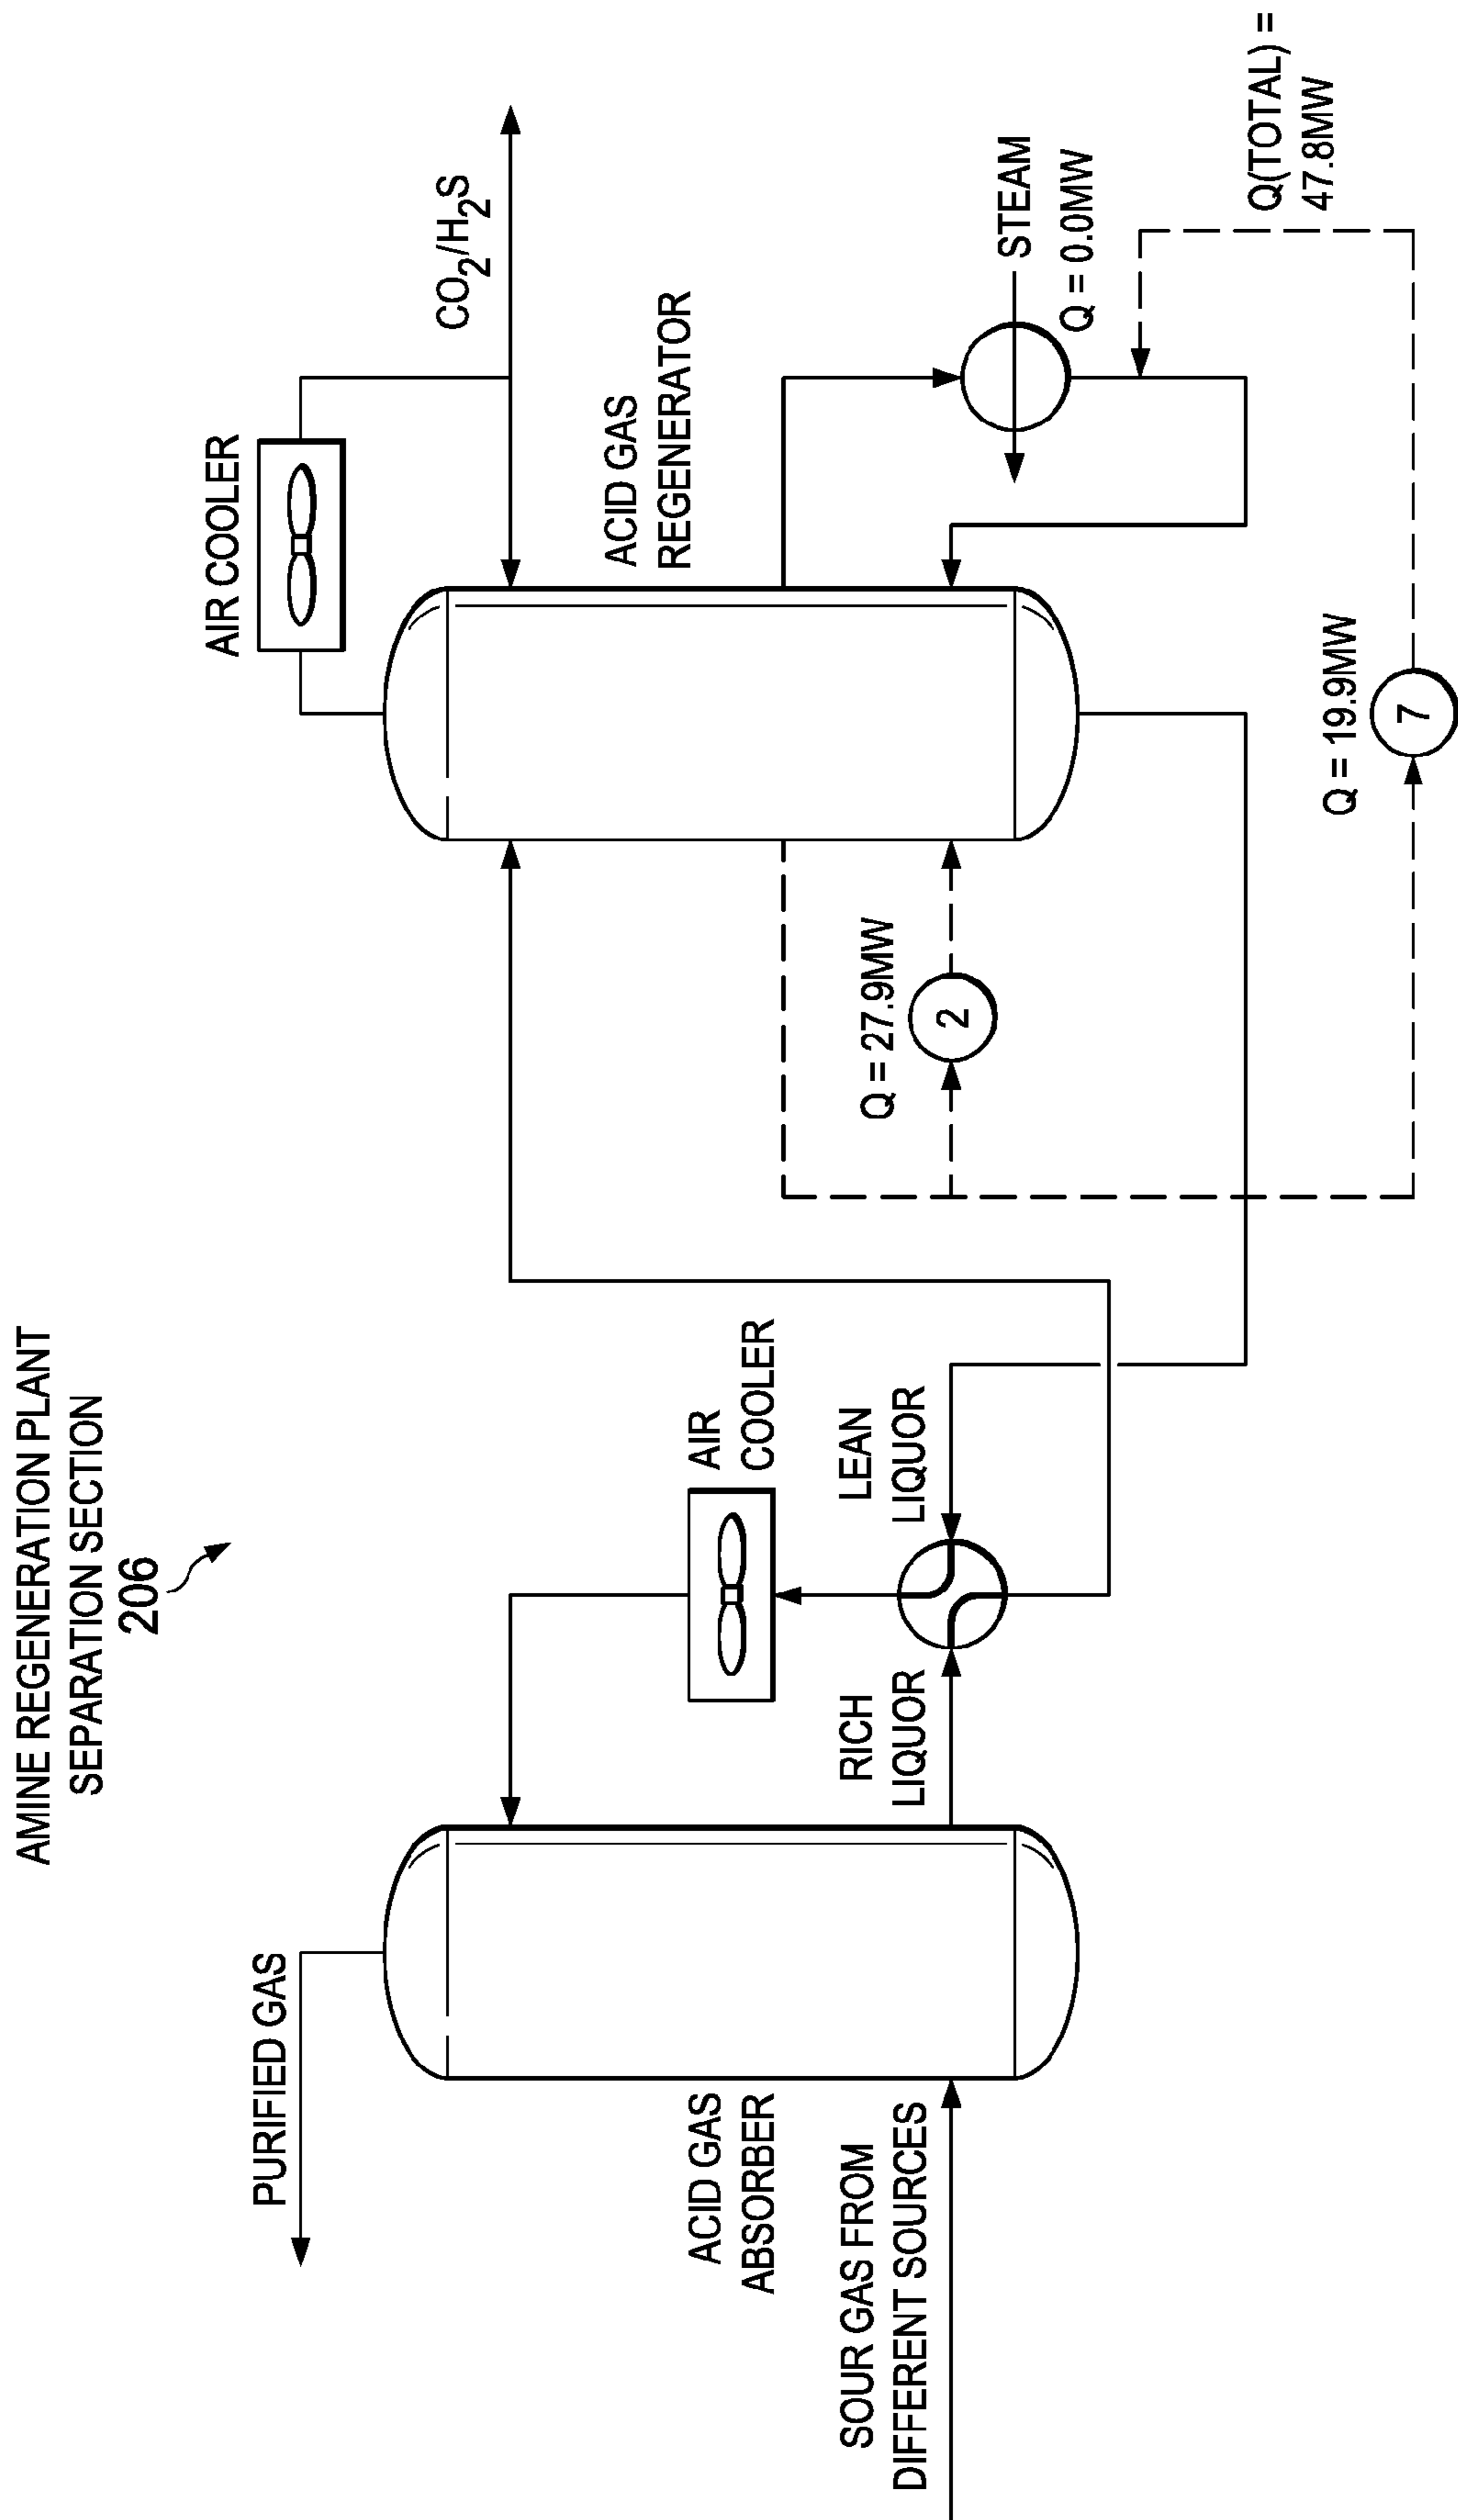 AMINE REGENERATION PLANT
SEPARATION SECTION
206
PURIFIED GAS
ACID GAS
ABSORBER
SOUR GAS FROM
DIFFERENT SOURCES
AIR
COOLER
RICH
LIQUOR
LEAN
LIQUOR
AIR COOLER
CO2/H2S
ACID GAS
REGENERATOR
Q = 27.9MW
2
STEAM
Q = 0.0MW
Q = 19.9MW
7
Q(TOTAL) =
47.8MW